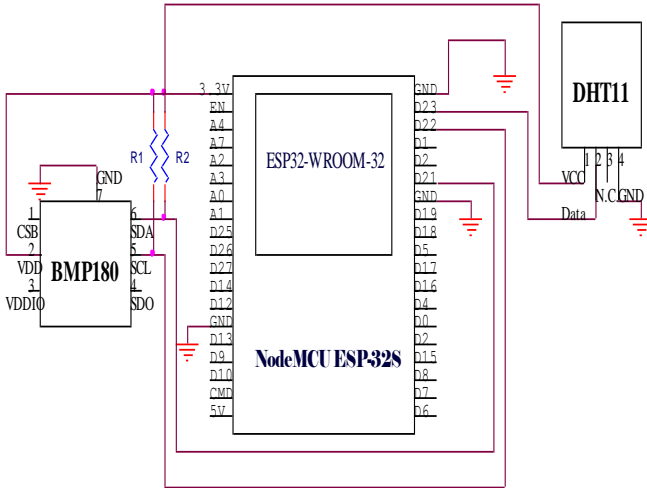 3.3V
EN
A4
A7
A2
A3
A0
A1
D25
D26
D27
D14
D12
GND
D13
D9
D10
CMD
5V
ESP32-WROOM-32
NodeMCU ESP-32S
GND
D23
D22
D1
D2
D21
GND
D19
D18
D5
D17
D16
D4
D0
D2
D15
D8
D7
D6
R1
R2
GND
7
1
CSB
2
VDD
3
VDDIO
BMP180
6
SDA
5
SCL
4
SDO
DHT11
1 2 3 4
VCC
N.C.
GND
Data